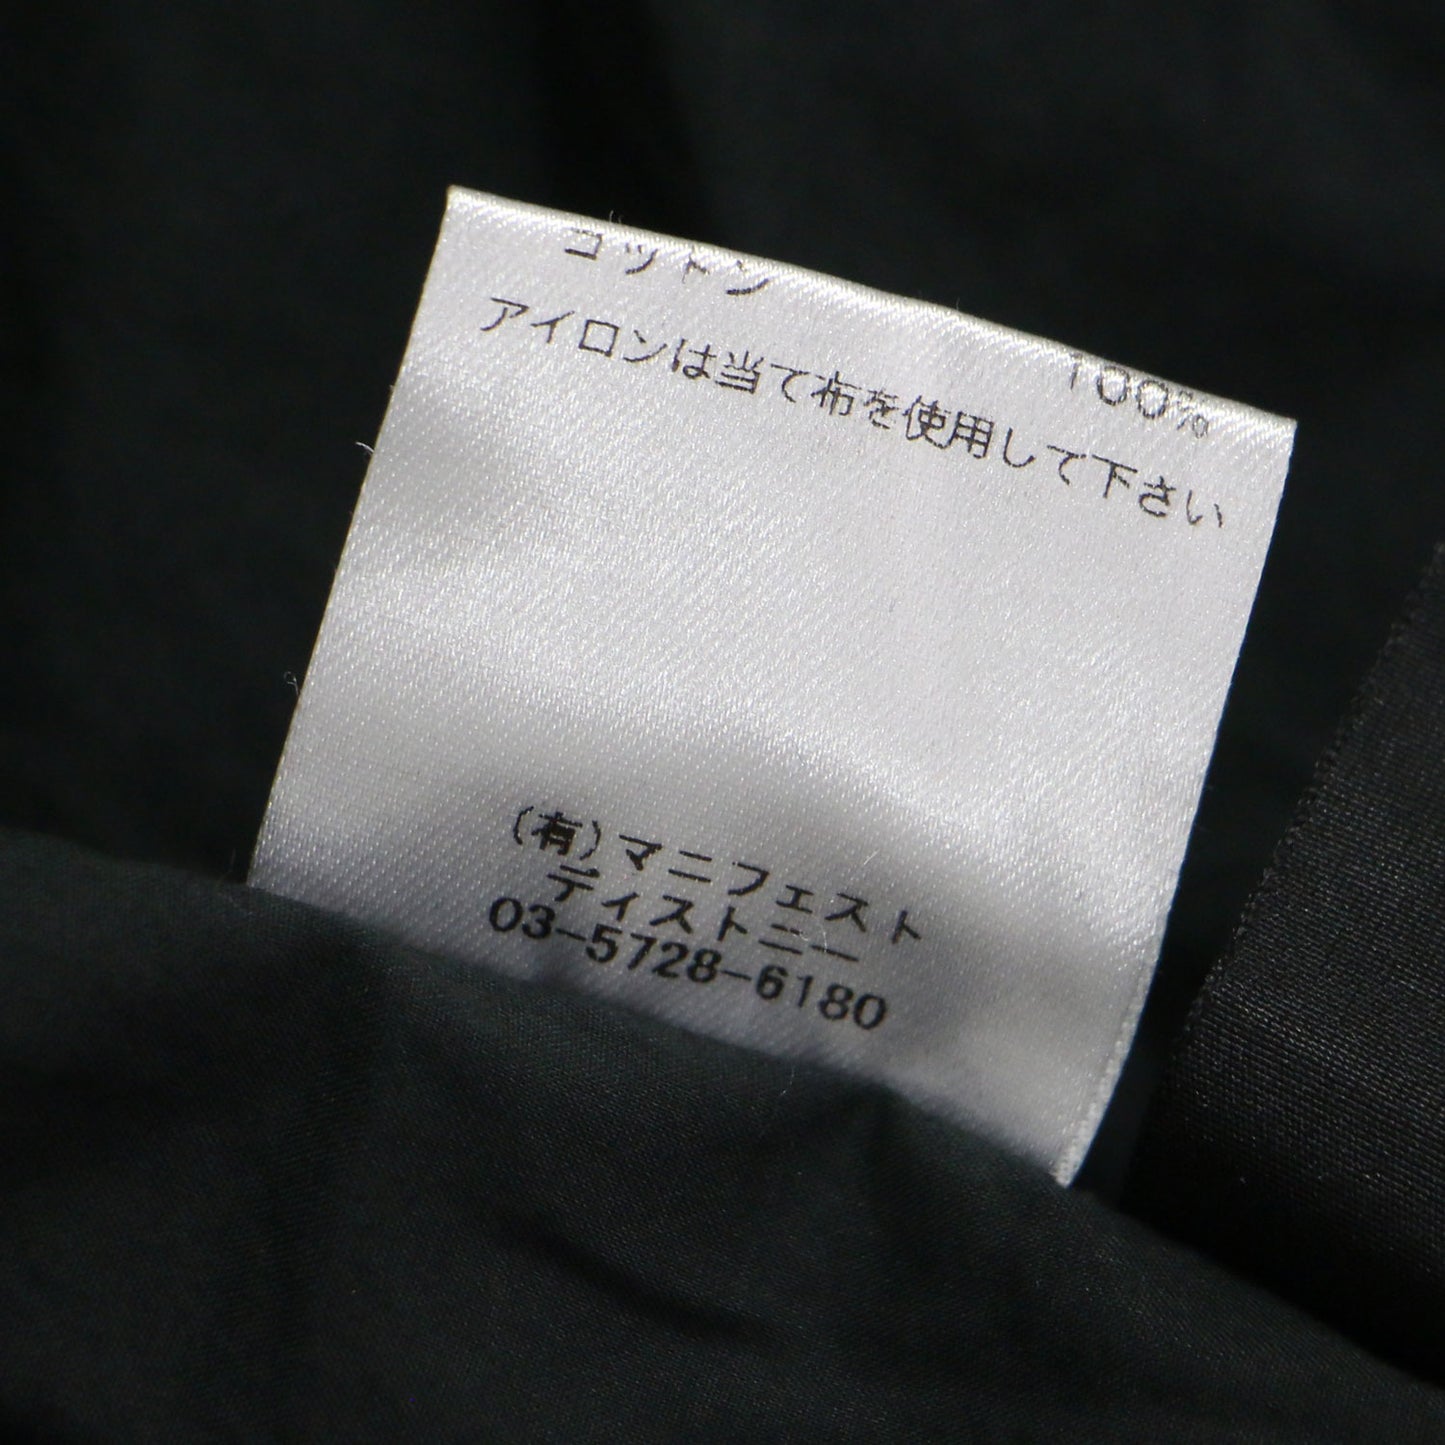 コットン 100%
アイロンは当て布を使用して下さい
(有)マニフェスト
ディストニー
03-5728-6180